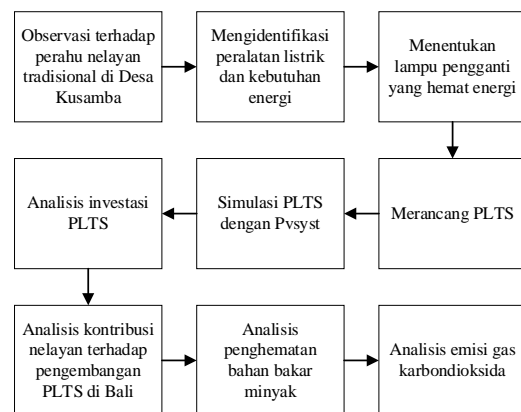 Observasi terhadap
perahu nelayan
tradisional di Desa
Kusamba
Mengidentifikasi
peralatan listrik
dan kebutuhan
energi
Menentukan
lampu pengganti
yang hemat energi
Merancang PLTS
Simulasi PLTS
dengan Pvsyst
Analisis investasi
PLTS
Analisis kontribusi
nelayan terhadap
pengembangan
PLTS di Bali
Analisis
penghematan
bahan bakar
minyak
Analisis emisi gas
karbondioksida